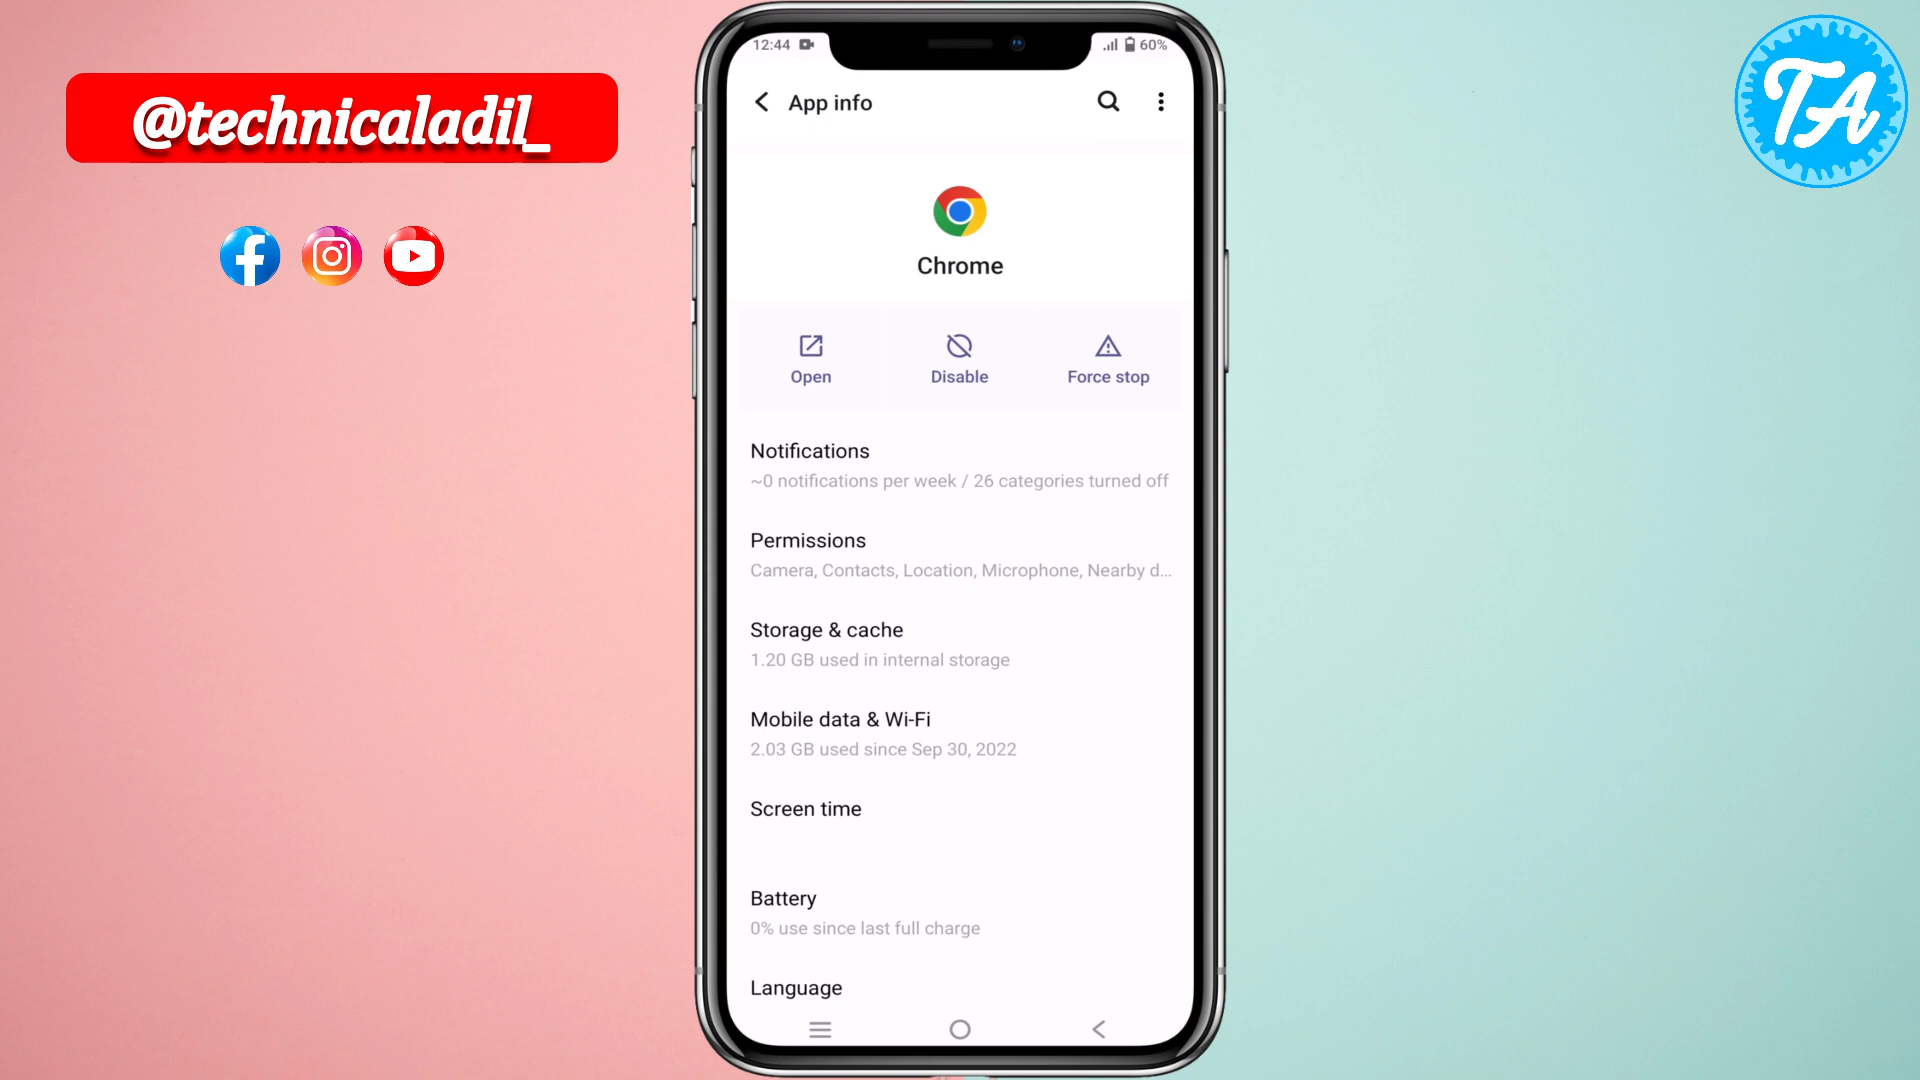 @technicaladil_
TA
12:44
60%
App info
Chrome
Open
Disable
Force stop
Notifications
~0 notifications per week / 26 categories turned off
Permissions
Camera, Contacts, Location, Microphone, Nearby d...
Storage & cache
1.20 GB used in internal storage
Mobile data & Wi-Fi
2.03 GB used since Sep 30, 2022
Screen time
Battery
0% use since last full charge
Language